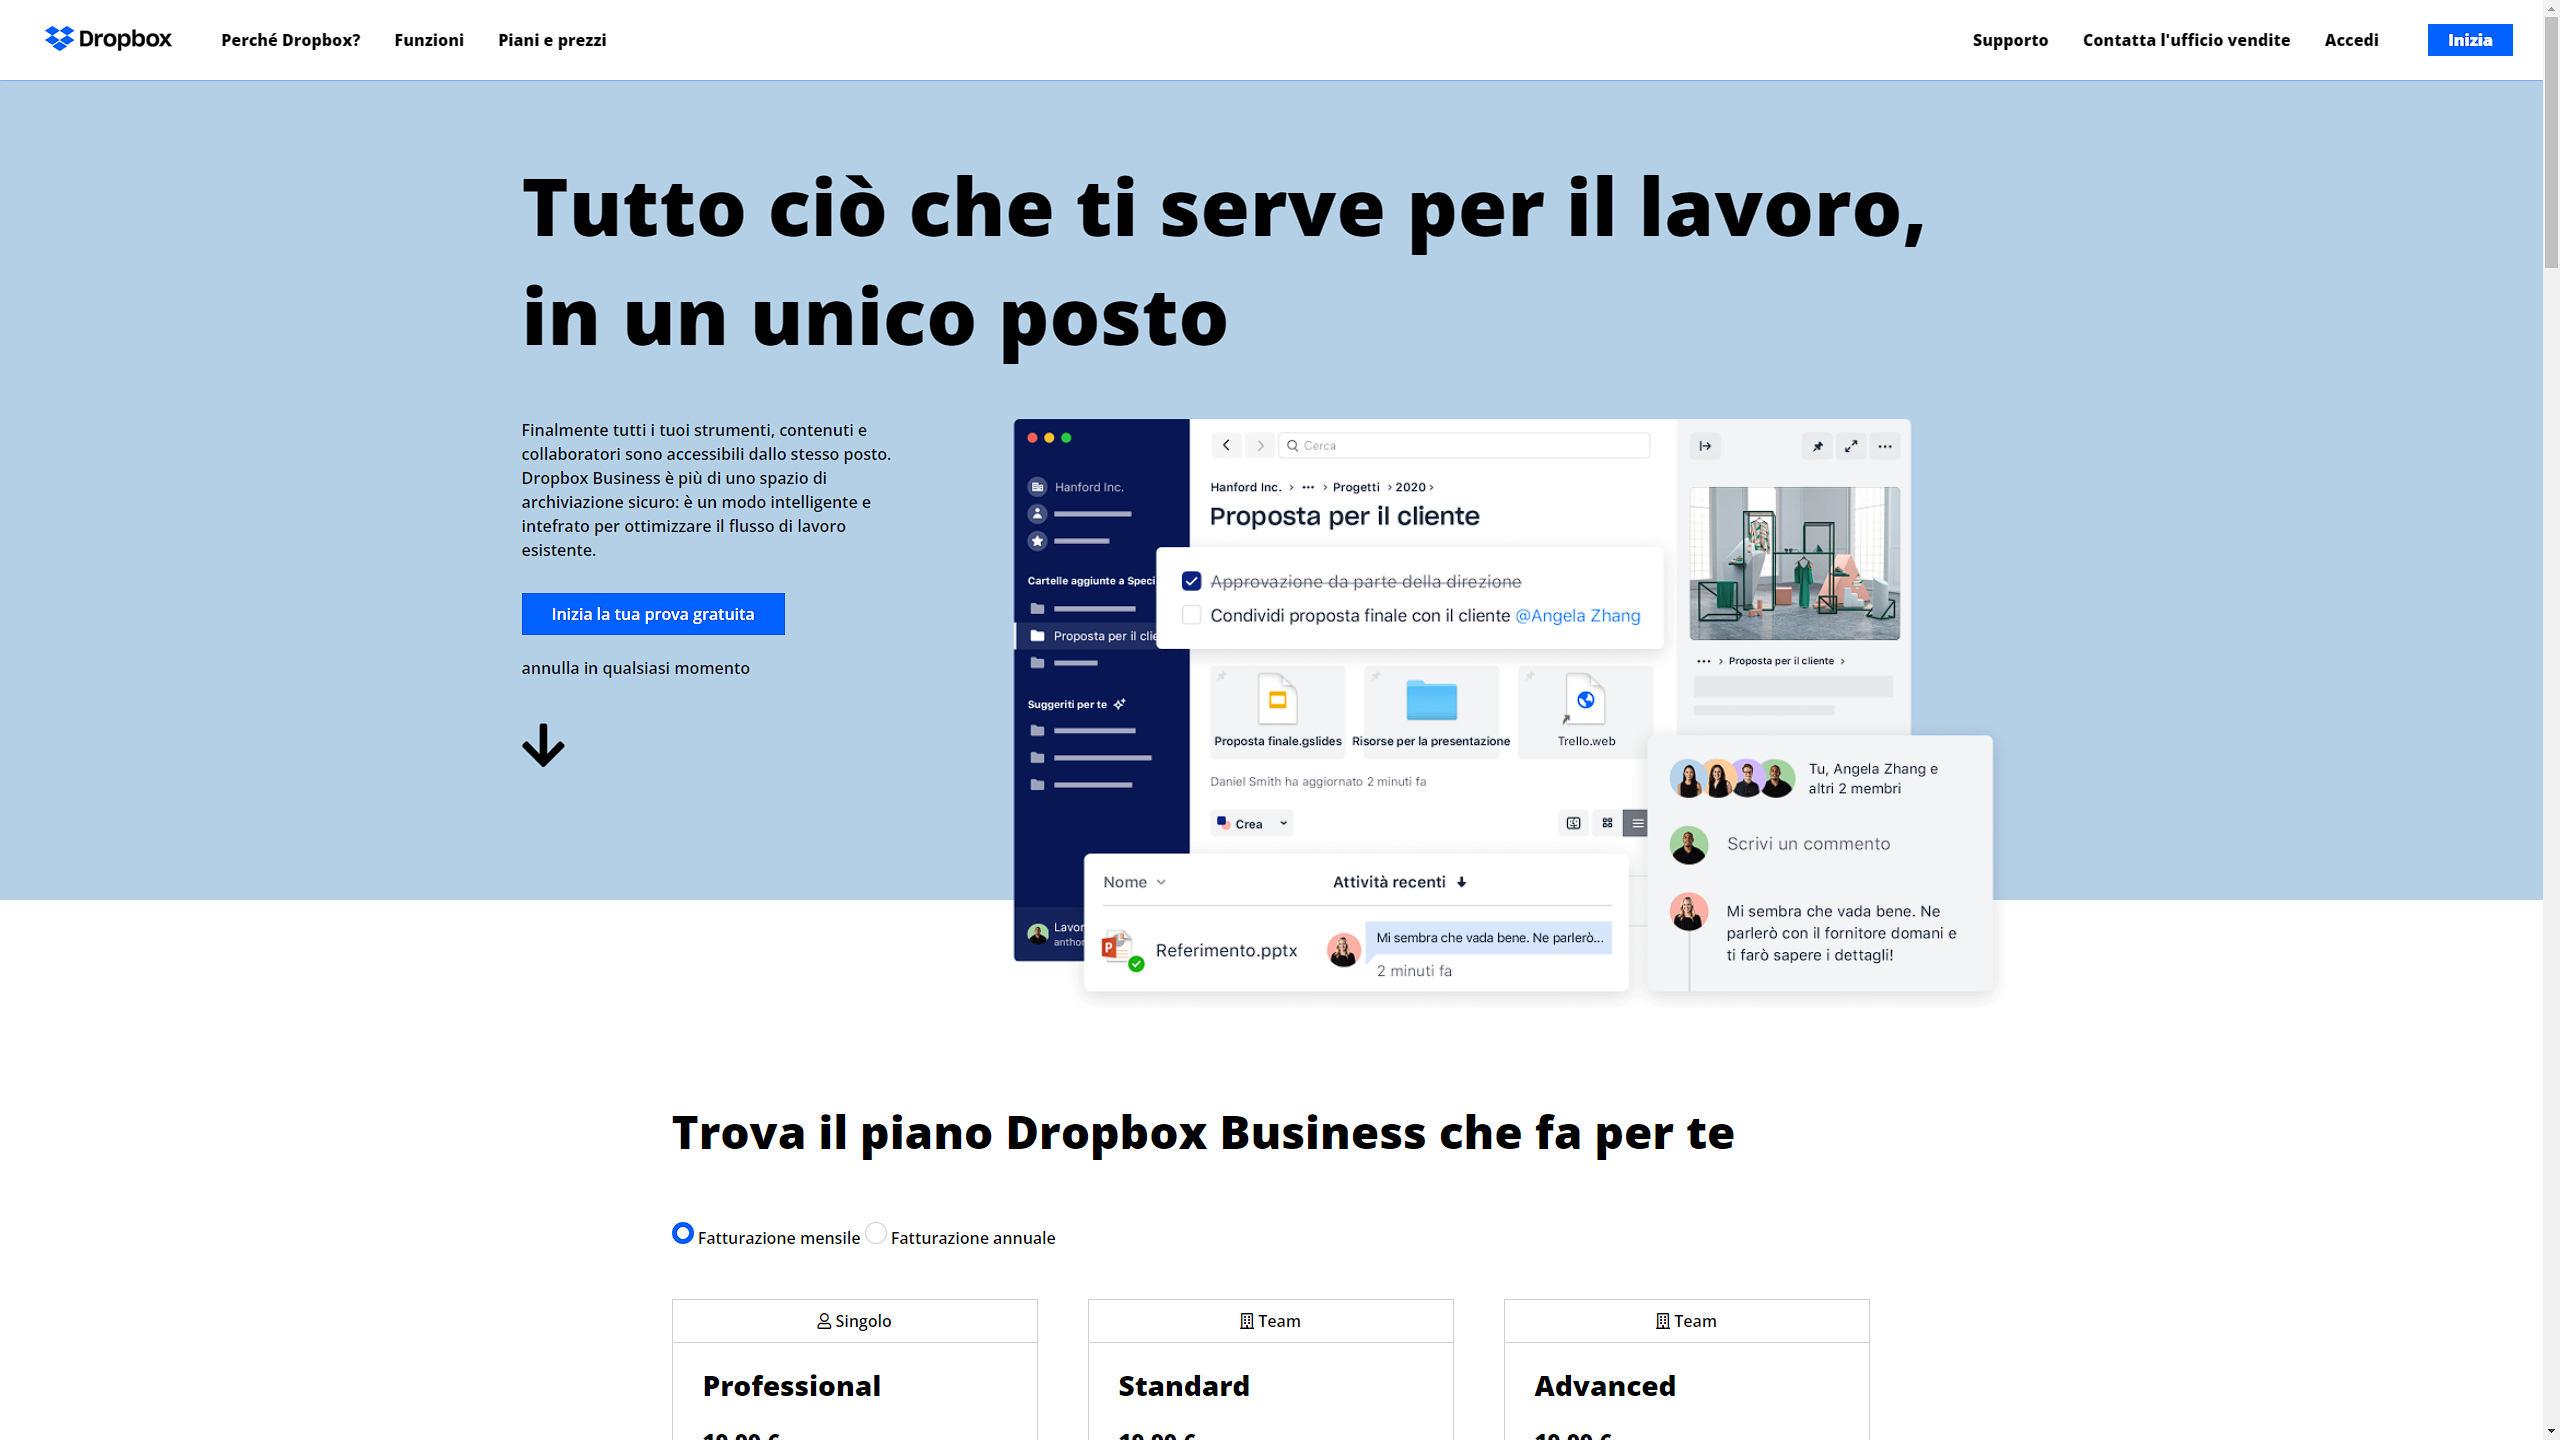 Dropbox
Perché Dropbox?
Funzioni
Piani e prezzi
Supporto
Contatta l'ufficio vendite
Accedi
Inizia
Tutto ciò che ti serve per il lavoro,
in un unico posto
Finalmente tutti i tuoi strumenti, contenuti e
collaboratori sono accessibili dallo stesso posto.
Dropbox Business è più di uno spazio di
archiviazione sicuro: è un modo intelligente e
intefrato per ottimizzare il flusso di lavoro
esistente.
Inizia la tua prova gratuita
annulla in qualsiasi momento
Hanford Inc.
Cartelle aggiunte a Speci
Proposta per il clie
Suggeriti per te
Lavor
anthor
Cerca
Hanford Inc. › ••• › Progetti › 2020 ›
Proposta per il cliente
Approvazione da parte della direzione
Condividi proposta finale con il cliente @Angela Zhang
Proposta finale.gslides
Risorse per la presentazione
Trello.web
Daniel Smith ha aggiornato 2 minuti fa
Crea
Nome
Attività recenti
Referimento.pptx
Mi sembra che vada bene. Ne parlerò...
2 minuti fa
••• › Proposta per il cliente ›
Tu, Angela Zhang e
altri 2 membri
Scrivi un commento
Mi sembra che vada bene. Ne
parlerò con il fornitore domani e
ti farò sapere i dettagli!
Trova il piano Dropbox Business che fa per te
Fatturazione mensile
Fatturazione annuale
Singolo
Professional
Team
Standard
Team
Advanced